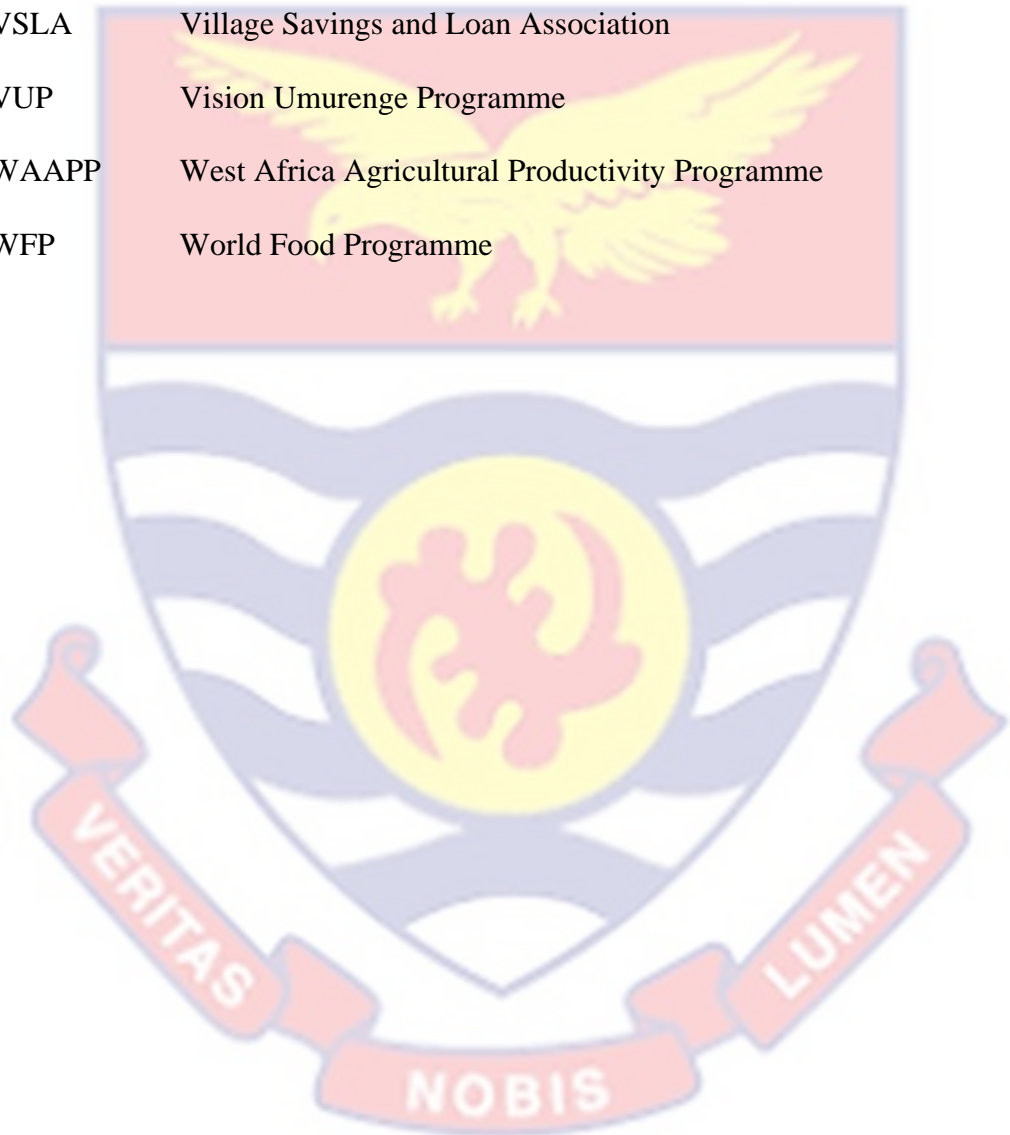 VSLA Village Savings and Loan Association
VUP Vision Umurenge Programme
WAAPP West Africa Agricultural Productivity Programme
WFP World Food Programme
VERITAS
NOBIS
LUMEN